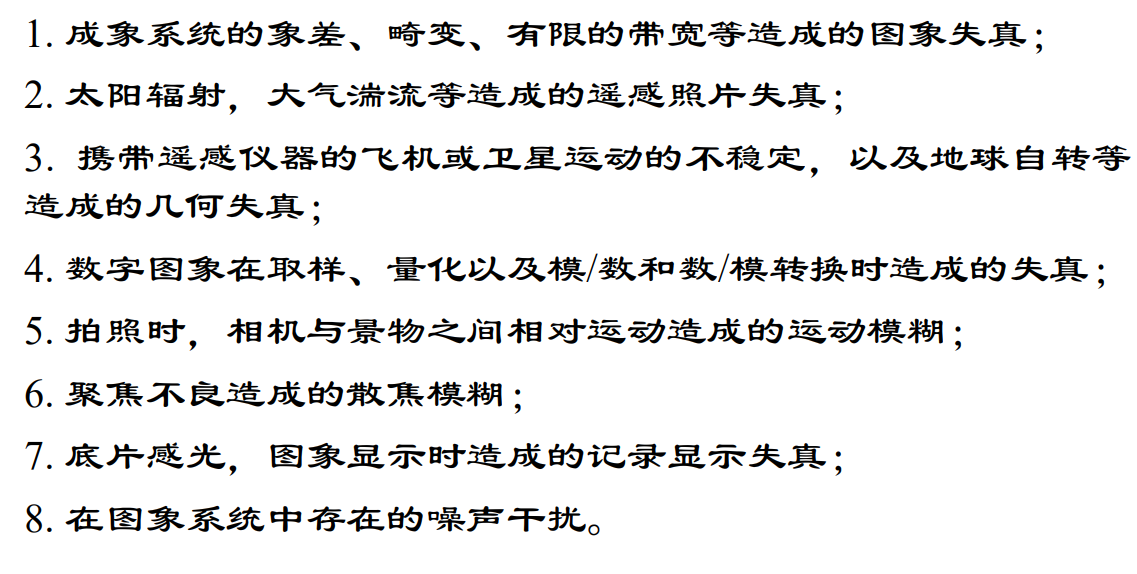 1. 成象系统的象差、畸变、有限的带宽等造成的图象失真；
2. 太阳辐射，大气湍流等造成的遥感照片失真；
3. 携带遥感仪器的飞机或卫星运动的不稳定，以及地球自转等
造成的几何失真；
4. 数字图象在取样、量化以及模/数和数/模转换时造成的失真；
5. 拍照时，相机与景物之间相对运动造成的运动模糊；
6. 聚焦不良造成的散焦模糊；
7. 底片感光，图象显示时造成的记录显示失真；
8. 在图象系统中存在的噪声干扰。